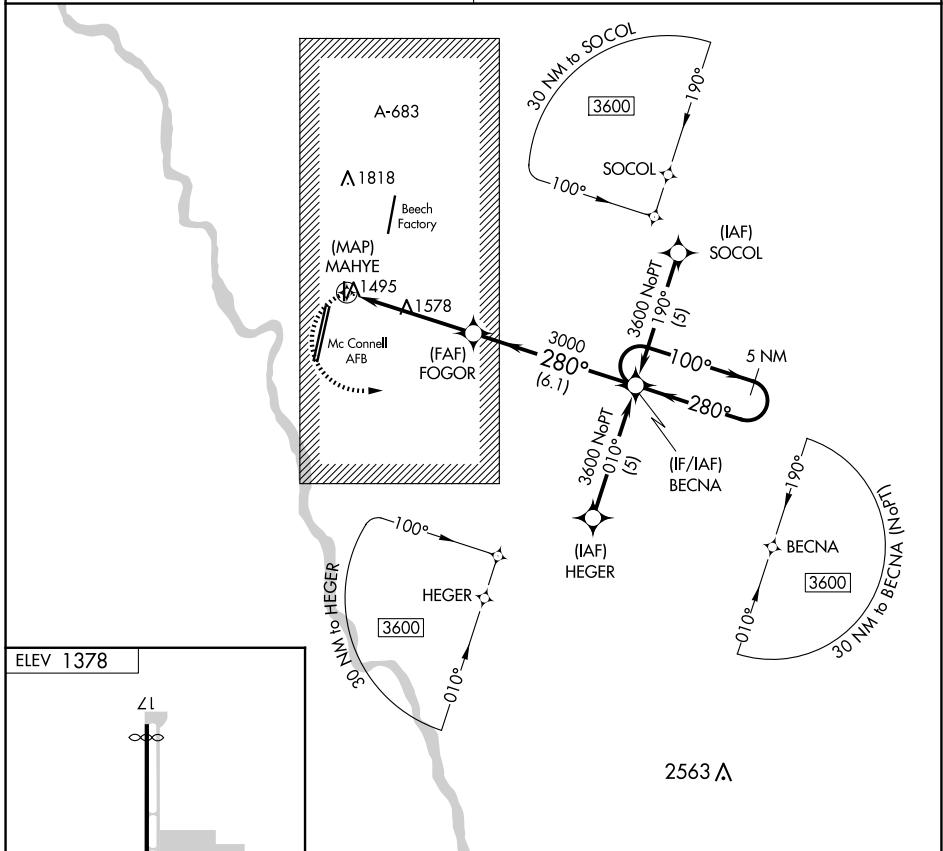 30 NM to SOCOL
3600
190°
SOCOL
100°
A-683
1818
Beech
Factory
(MAP)
MAHYE
1495
1578
Mc Connell
AFB
(FAF)
FOGOR
3000
280°
(6.1)
(IAF)
SOCOL
3600 NoPT
190°
(5)
100°
5 NM
280°
3600 NoPT
010°
(5)
(IF/IAF)
BECNA
(IAF)
HEGER
190°
BECNA
3600
010°
30 NM to BECNA (NoPT)
100°
HEGER
3600
30 NM to HEGER
010°
2563
ELEV 1378
17